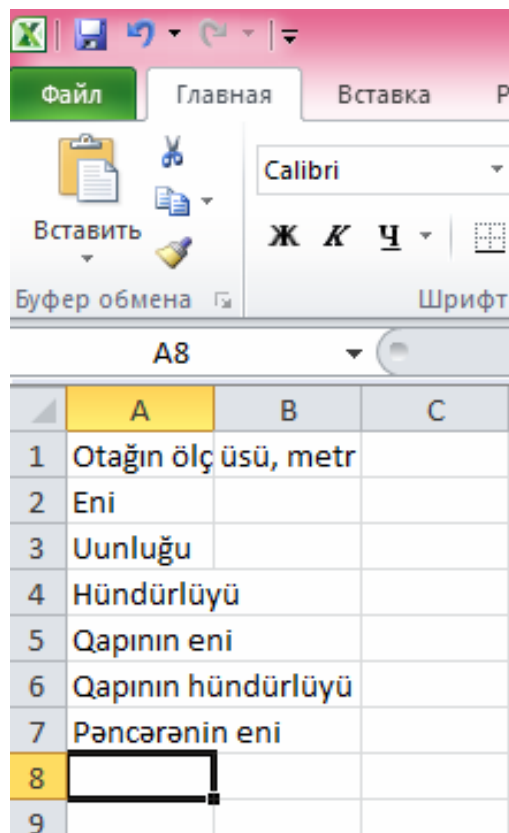 Файл Главная Вставка Р
Calibri
Вставить Ж К Ч
Буфер обмена Шрифт
A8
A B C
1 Otağın ölçüsü, metr
2 Eni
3 Uunluğu
4 Hündürlüyü
5 Qapının eni
6 Qapının hündürlüyü
7 Pəncərənin eni
8
9